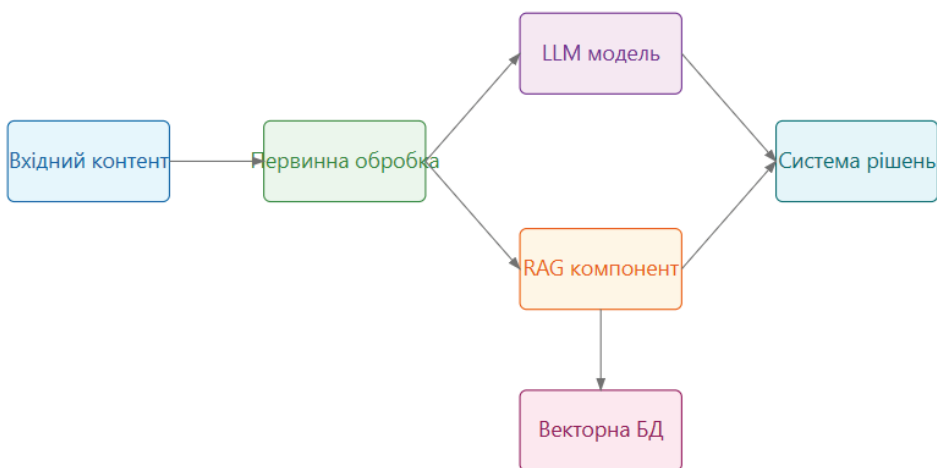 LLM модель
Вхідний контент
Первинна обробка
Система рішень
RAG компонент
Векторна БД